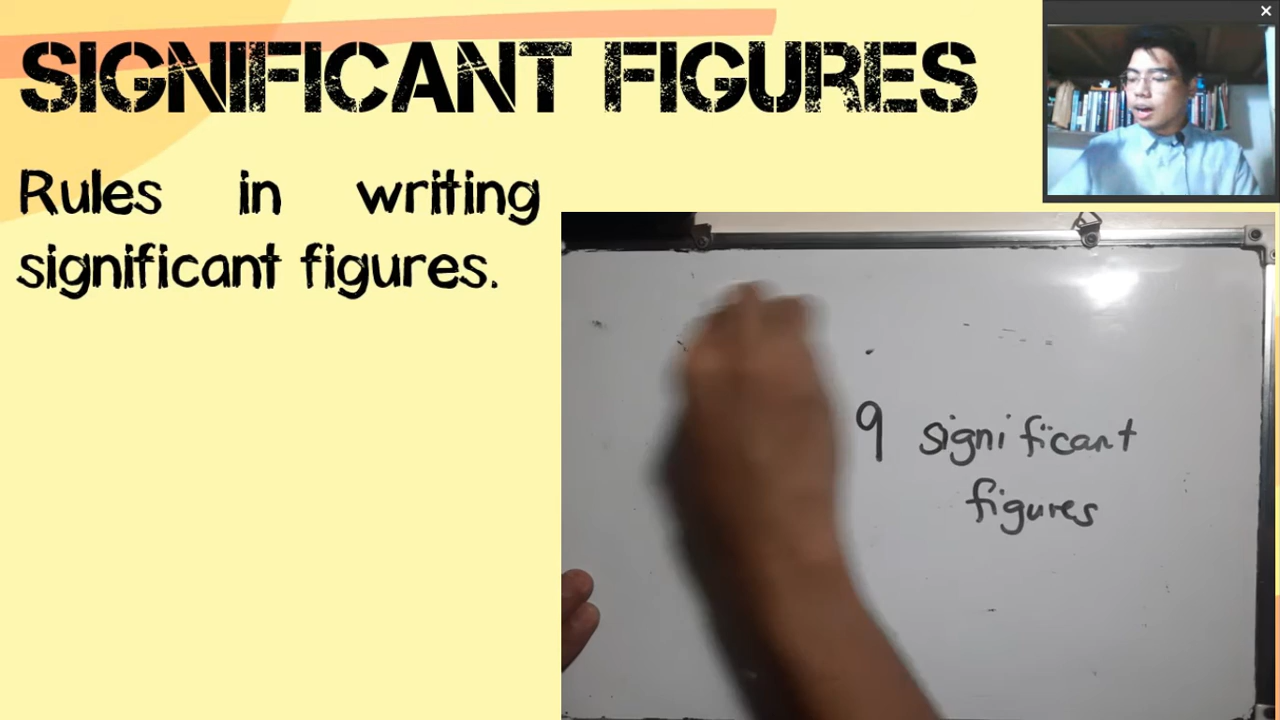 SIGNIFICANT FIGURES
Rules in writing
significant figures.
9 significant
figures